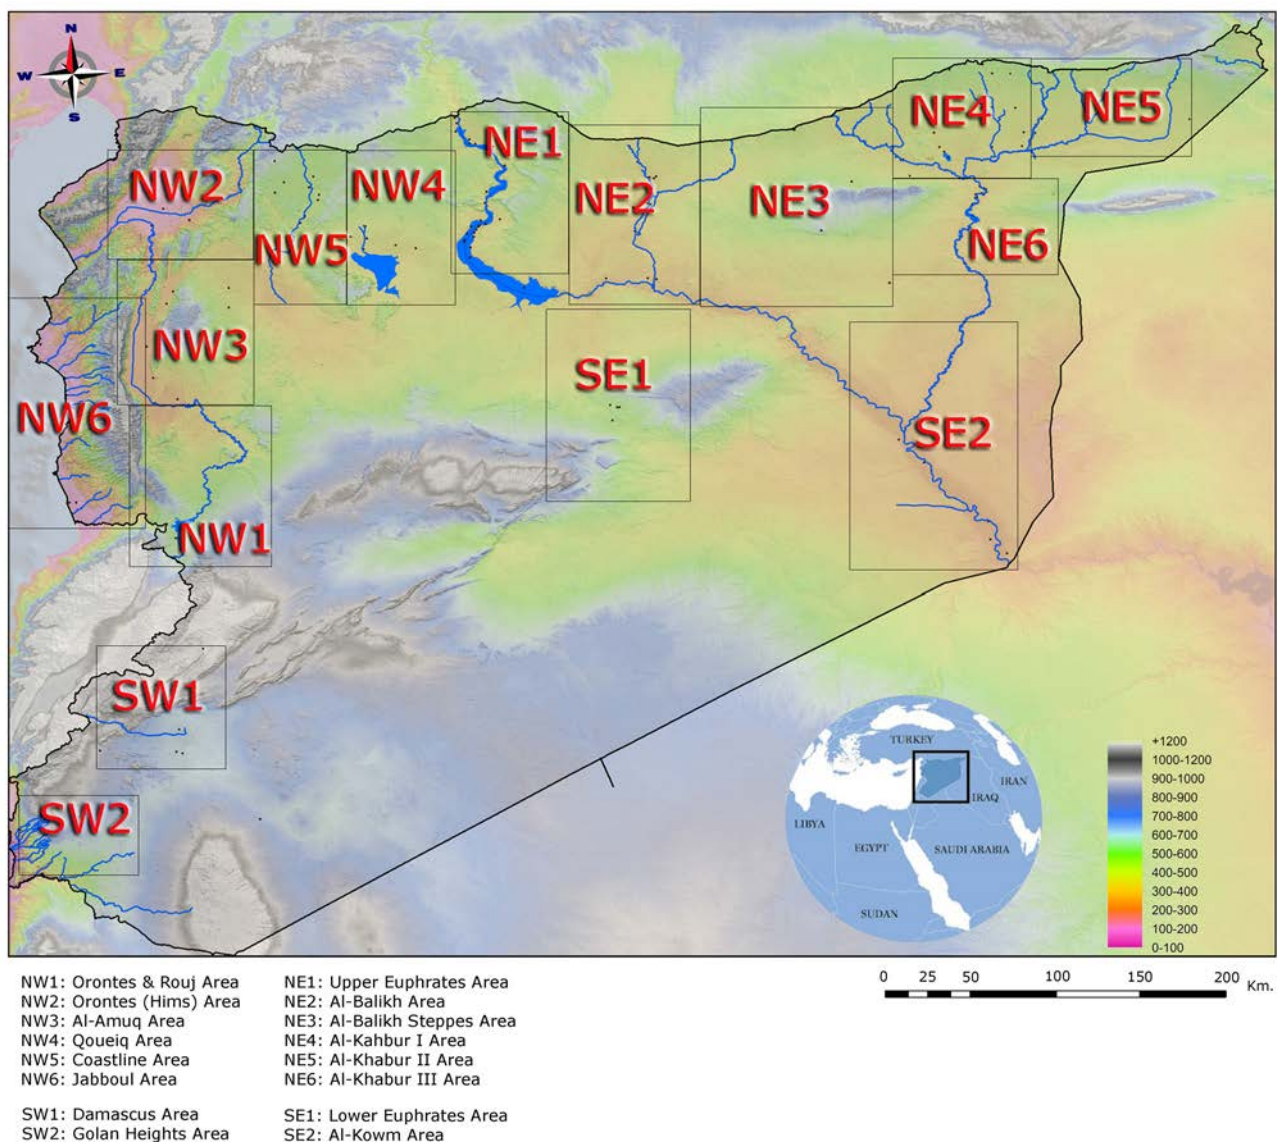 N
W E
S
NE4 NE5
NE1
NW2 NW4 NE2 NE3
NW5 NE6
NW3
SE1
NW6 SE2
NW1
SW1
SW2
TURKEY
IRAN
IRAQ
LIBYA
EGYPT
SAUDI ARABIA
SUDAN
+1200
1000-1200
900-1000
800-900
700-800
600-700
500-600
400-500
300-400
200-300
100-200
0-100
0 25 50 100 150 200 Km.
NW1: Orontes & Rouj Area
NW2: Orontes (Hims) Area
NW3: Al-Amuq Area
NW4: Qoueiq Area
NW5: Coastline Area
NW6: Jabboul Area
SW1: Damascus Area
SW2: Golan Heights Area
NE1: Upper Euphrates Area
NE2: Al-Balikh Area
NE3: Al-Balikh Steppes Area
NE4: Al-Kahbur I Area
NE5: Al-Khabur II Area
NE6: Al-Khabur III Area
SE1: Lower Euphrates Area
SE2: Al-Kowm Area